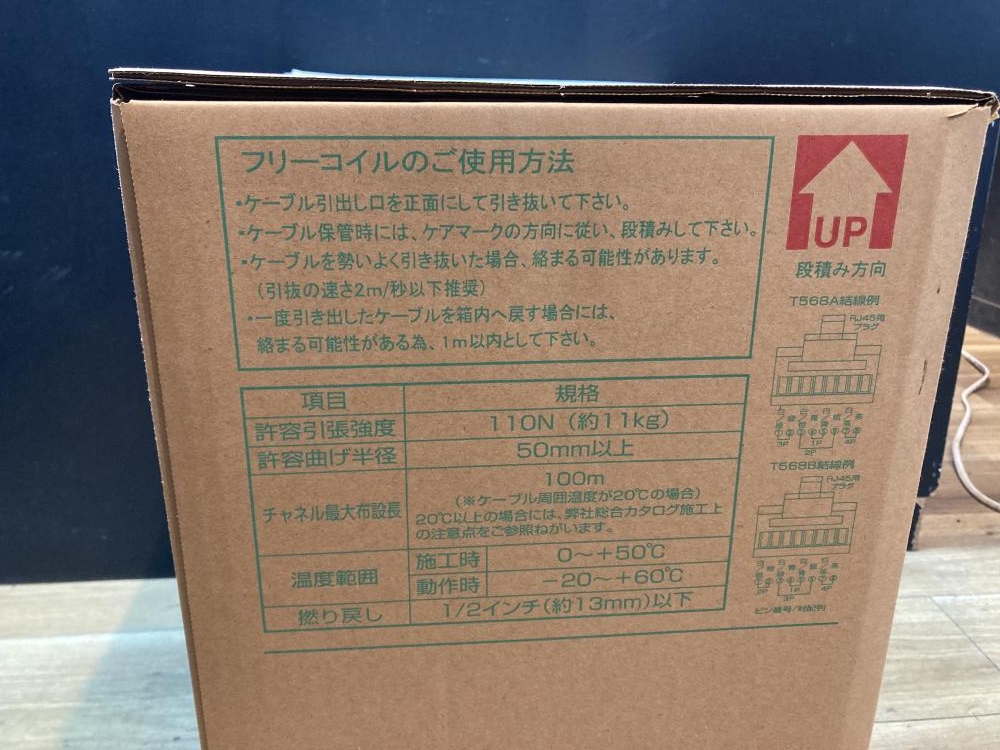 フリーコイルのご使用方法
・ケーブル引出し口を正面にして引き抜いて下さい。
・ケーブル保管時には、ケアマークの方向に従い、段積みして下さい。
・ケーブルを勢いよく引き抜いた場合、絡まる可能性があります。
（引抜の速さ2m/秒以下推奨）
・一度引き出したケーブルを箱内へ戻す場合には、
絡まる可能性がある為、1m以内として下さい。
UP
段積み方向
T568A結線例
RJ45用
プラグ
3P 1P 4P
2P
T568B結線例
RJ45用
プラグ
2P 1P 4P
3P
ピン番号/対配列
項目 規格
許容引張強度 110N（約11kg）
許容曲げ半径 50mm以上
チャネル最大布設長 100m
（※ケーブル周囲温度が20℃の場合）
20℃以上の場合には、弊社総合カタログ施工上
の注意点をご参照ねがいます。
温度範囲 施工時 0～+50℃
動作時 －20～+60℃
撚り戻し 1/2インチ（約13mm）以下